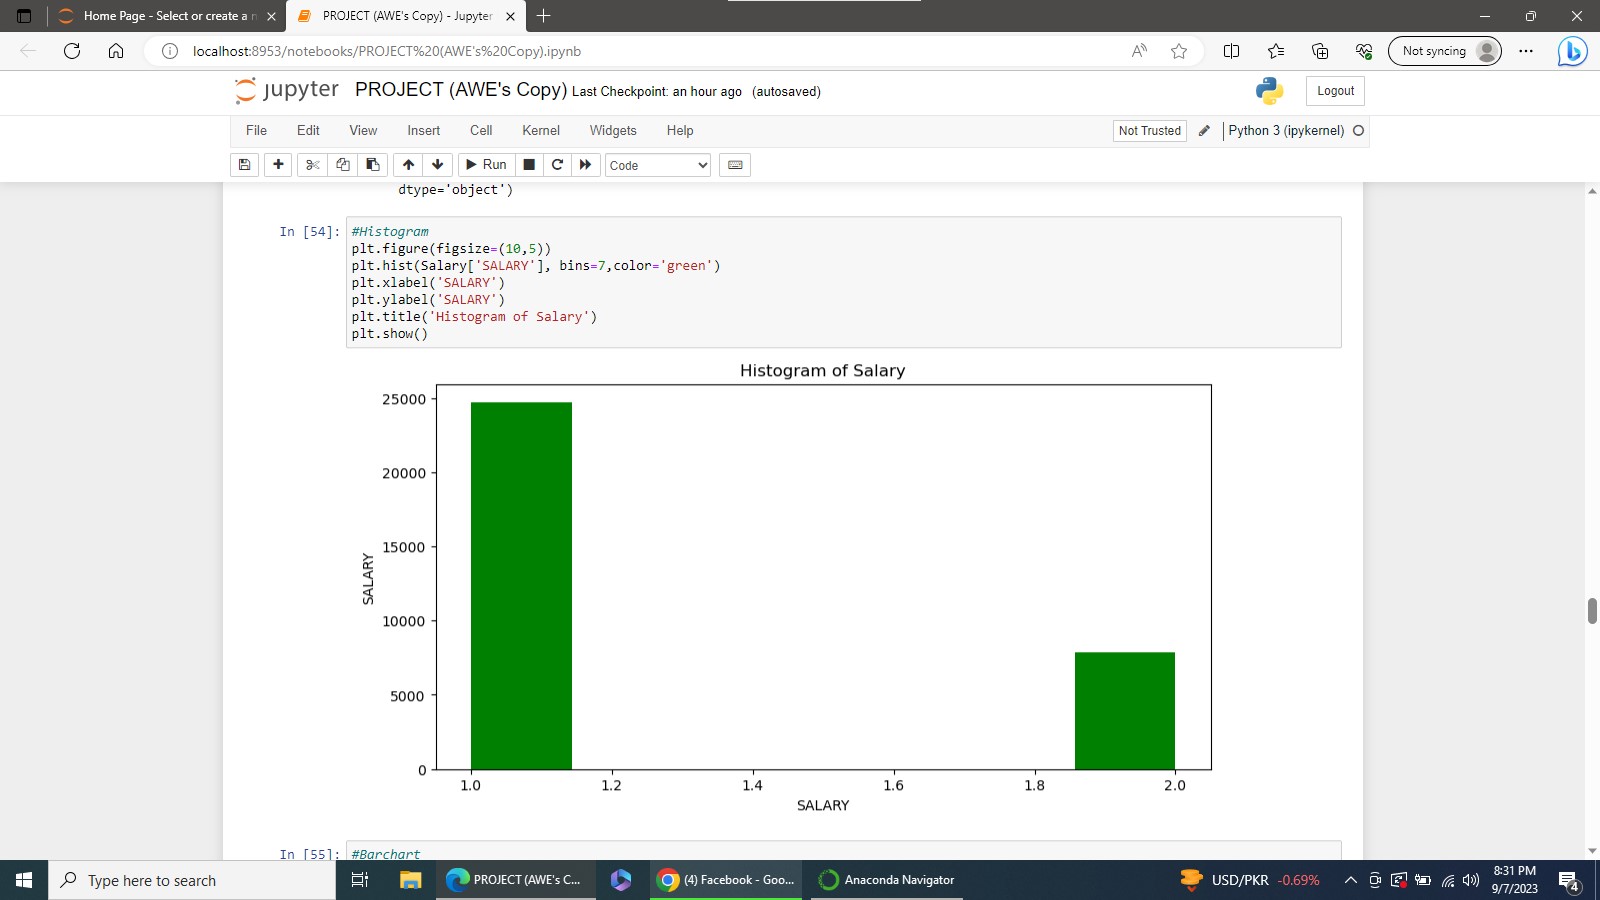 Home Page - Select or create a n
PROJECT (AWE's Copy) - Jupyter
localhost:8953/notebooks/PROJECT%20(AWE's%20Copy).ipynb
Not syncing
jupyter PROJECT (AWE's Copy) Last Checkpoint: an hour ago (autosaved)
Logout
File Edit View Insert Cell Kernel Widgets Help
Not Trusted
Python 3 (ipykernel)
Run
Code
dtype='object')
In [54]: #Histogram
plt.figure(figsize=(10,5))
plt.hist(Salary['SALARY'], bins=7,color='green')
plt.xlabel('SALARY')
plt.ylabel('SALARY')
plt.title('Histogram of Salary')
plt.show()
Histogram of Salary
25000
20000
15000
10000
5000
0
SALARY
1.0 1.2 1.4 1.6 1.8 2.0
SALARY
In [55]: #Barchart
Type here to search
PROJECT (AWE's C...
(4) Facebook - Goo...
Anaconda Navigator
USD/PKR -0.69%
8:31 PM
9/7/2023
4